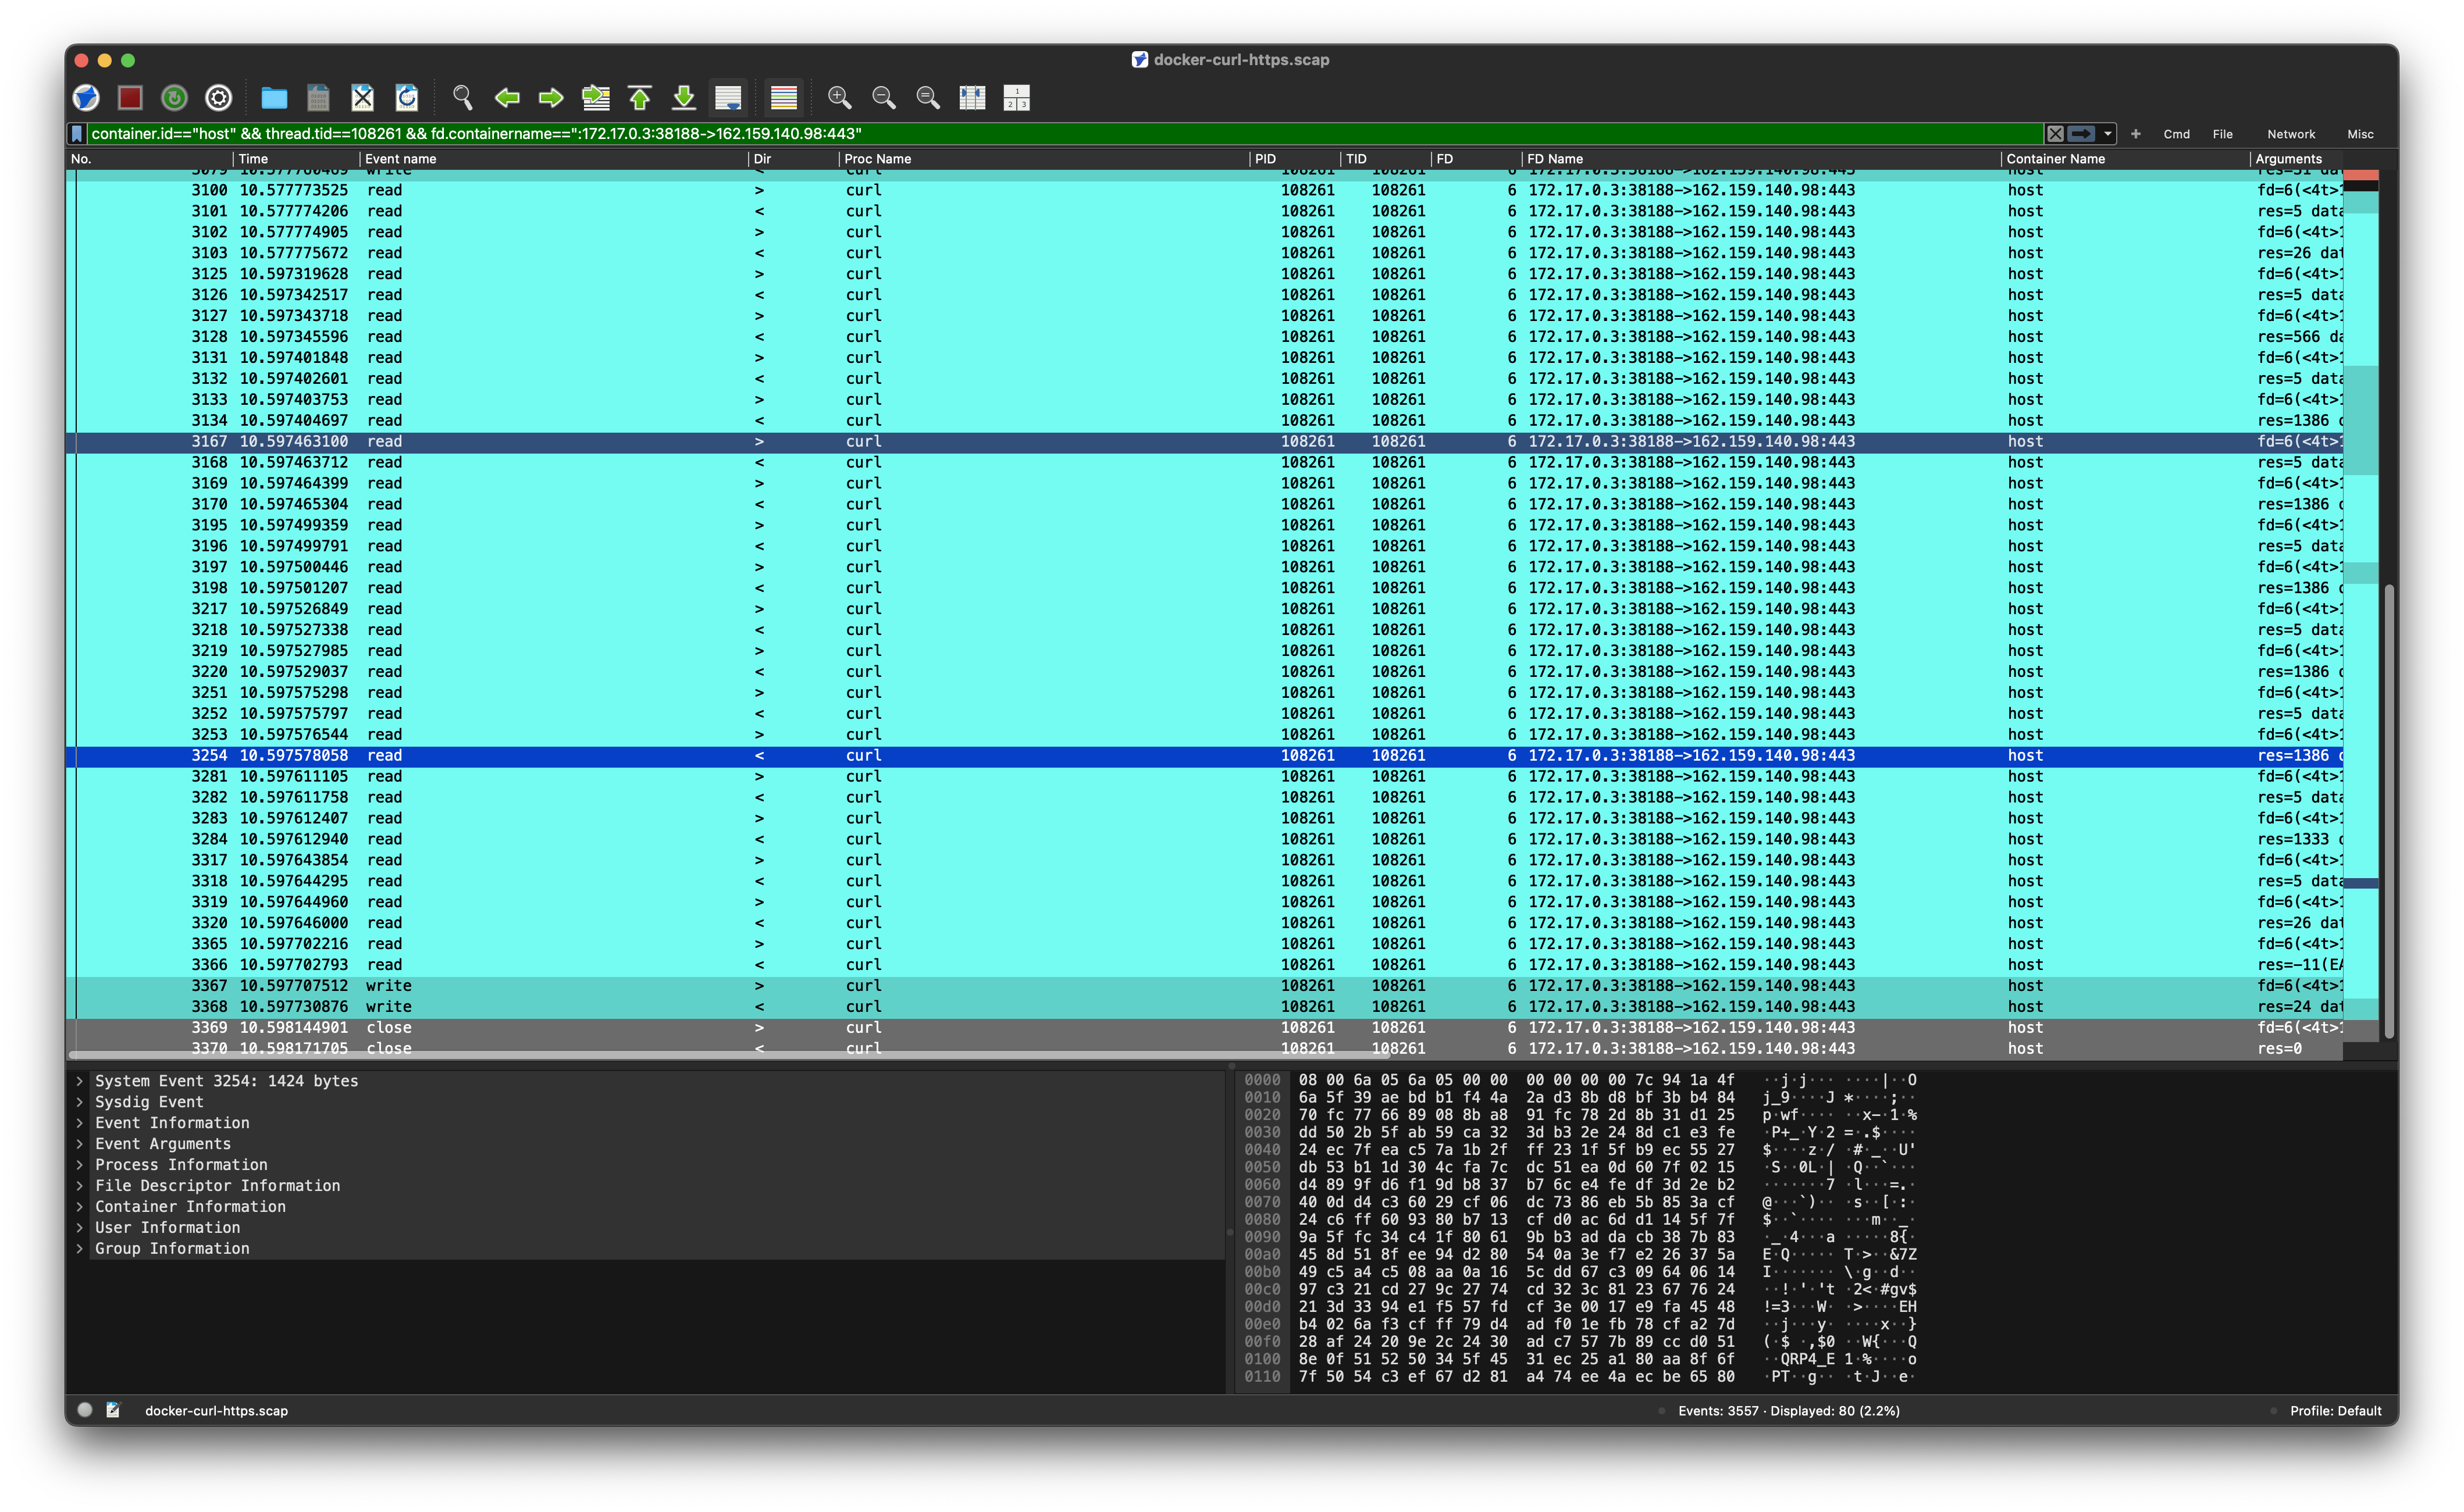 docker-curl-https.scap
container.id=="host" && thread.tid==108261 && fd.containername==":172.17.0.3:38188->162.159.140.98:443"
+ Cmd File Network Misc
No. Time Event name Dir Proc Name PID TID FD FD Name Container Name Arguments
3100 10.577773525 read > curl 108261 108261 6 172.17.0.3:38188->162.159.140.98:443 host fd=6(<4t>1
3101 10.577774206 read < curl 108261 108261 6 172.17.0.3:38188->162.159.140.98:443 host res=5 data
3102 10.577774905 read > curl 108261 108261 6 172.17.0.3:38188->162.159.140.98:443 host fd=6(<4t>1
3103 10.577775672 read < curl 108261 108261 6 172.17.0.3:38188->162.159.140.98:443 host res=26 dat
3125 10.597319628 read > curl 108261 108261 6 172.17.0.3:38188->162.159.140.98:443 host fd=6(<4t>1
3126 10.597342517 read < curl 108261 108261 6 172.17.0.3:38188->162.159.140.98:443 host res=5 data
3127 10.597343718 read > curl 108261 108261 6 172.17.0.3:38188->162.159.140.98:443 host fd=6(<4t>1
3128 10.597345596 read < curl 108261 108261 6 172.17.0.3:38188->162.159.140.98:443 host res=566 da
3131 10.597401848 read > curl 108261 108261 6 172.17.0.3:38188->162.159.140.98:443 host fd=6(<4t>1
3132 10.597402601 read < curl 108261 108261 6 172.17.0.3:38188->162.159.140.98:443 host res=5 data
3133 10.597403753 read > curl 108261 108261 6 172.17.0.3:38188->162.159.140.98:443 host fd=6(<4t>1
3134 10.597404697 read < curl 108261 108261 6 172.17.0.3:38188->162.159.140.98:443 host res=1386 d
3167 10.597463100 read > curl 108261 108261 6 172.17.0.3:38188->162.159.140.98:443 host fd=6(<4t>1
3168 10.597463712 read < curl 108261 108261 6 172.17.0.3:38188->162.159.140.98:443 host res=5 data
3169 10.597464399 read > curl 108261 108261 6 172.17.0.3:38188->162.159.140.98:443 host fd=6(<4t>1
3170 10.597465304 read < curl 108261 108261 6 172.17.0.3:38188->162.159.140.98:443 host res=1386 d
3195 10.597499359 read > curl 108261 108261 6 172.17.0.3:38188->162.159.140.98:443 host fd=6(<4t>1
3196 10.597499791 read < curl 108261 108261 6 172.17.0.3:38188->162.159.140.98:443 host res=5 data
3197 10.597500446 read > curl 108261 108261 6 172.17.0.3:38188->162.159.140.98:443 host fd=6(<4t>1
3198 10.597501207 read < curl 108261 108261 6 172.17.0.3:38188->162.159.140.98:443 host res=1386 d
3217 10.597526849 read > curl 108261 108261 6 172.17.0.3:38188->162.159.140.98:443 host fd=6(<4t>1
3218 10.597527338 read < curl 108261 108261 6 172.17.0.3:38188->162.159.140.98:443 host res=5 data
3219 10.597527985 read > curl 108261 108261 6 172.17.0.3:38188->162.159.140.98:443 host fd=6(<4t>1
3220 10.597529037 read < curl 108261 108261 6 172.17.0.3:38188->162.159.140.98:443 host res=1386 d
3251 10.597575298 read > curl 108261 108261 6 172.17.0.3:38188->162.159.140.98:443 host fd=6(<4t>1
3252 10.597575797 read < curl 108261 108261 6 172.17.0.3:38188->162.159.140.98:443 host res=5 data
3253 10.597576544 read > curl 108261 108261 6 172.17.0.3:38188->162.159.140.98:443 host fd=6(<4t>1
3254 10.597578058 read < curl 108261 108261 6 172.17.0.3:38188->162.159.140.98:443 host res=1386 d
3281 10.597611105 read > curl 108261 108261 6 172.17.0.3:38188->162.159.140.98:443 host fd=6(<4t>1
3282 10.597611758 read < curl 108261 108261 6 172.17.0.3:38188->162.159.140.98:443 host res=5 data
3283 10.597612407 read > curl 108261 108261 6 172.17.0.3:38188->162.159.140.98:443 host fd=6(<4t>1
3284 10.597612940 read < curl 108261 108261 6 172.17.0.3:38188->162.159.140.98:443 host res=1333 d
3317 10.597643854 read > curl 108261 108261 6 172.17.0.3:38188->162.159.140.98:443 host fd=6(<4t>1
3318 10.597644295 read < curl 108261 108261 6 172.17.0.3:38188->162.159.140.98:443 host res=5 data
3319 10.597644960 read > curl 108261 108261 6 172.17.0.3:38188->162.159.140.98:443 host fd=6(<4t>1
3320 10.597646000 read < curl 108261 108261 6 172.17.0.3:38188->162.159.140.98:443 host res=26 dat
3365 10.597702216 read > curl 108261 108261 6 172.17.0.3:38188->162.159.140.98:443 host fd=6(<4t>1
3366 10.597702793 read < curl 108261 108261 6 172.17.0.3:38188->162.159.140.98:443 host res=-11(EA
3367 10.597707512 write > curl 108261 108261 6 172.17.0.3:38188->162.159.140.98:443 host fd=6(<4t>1
3368 10.597730876 write < curl 108261 108261 6 172.17.0.3:38188->162.159.140.98:443 host res=24 dat
3369 10.598144901 close > curl 108261 108261 6 172.17.0.3:38188->162.159.140.98:443 host fd=6(<4t>1
3370 10.598171705 close < curl 108261 108261 6 172.17.0.3:38188->162.159.140.98:443 host res=0
System Event 3254: 1424 bytes
Sysdig Event
Event Information
Event Arguments
Process Information
File Descriptor Information
Container Information
User Information
Group Information
0000 08 00 6a 05 6a 05 00 00 00 00 00 00 7c 94 1a 4f ··j·j··· ····|··O
0010 6a 5f 39 ae bd b1 f4 4a 2a d3 8b d8 bf 3b b4 84 j_9····J *····;··
0020 70 fc 77 66 89 08 8b a8 91 fc 78 2d 8b 31 d1 25 p·wf···· ··x-·1·%
0030 dd 50 2b 5f ab 59 ca 32 3d b3 2e 24 8d c1 e3 fe ·P+_·Y·2 =·.$····
0040 24 ec 7f ea c5 7a 1b 2f ff 23 1f 5f b9 ec 55 27 $····z·/ ·#·_··U'
0050 db 53 b1 1d 30 4c fa 7c dc 51 ea 0d 60 7f 02 15 ·S··0L·| ·Q··`···
0060 d4 89 9f d6 f1 9d b8 37 b7 6c e4 fe df 3d 2e b2 ·······7 ·l···=.·
0070 40 0d d4 c3 60 29 cf 06 dc 73 86 eb 5b 85 3a cf @···`)·· ·s··[·:·
0080 24 c6 ff 60 93 80 b7 13 cf d0 ac 6d d1 14 5f 7f $··`···· ···m··_·
0090 9a 5f fc 34 c4 1f 80 61 9b b3 ad da cb 38 7b 83 ·_·4···a ·····8{·
00a0 45 8d 51 8f ee 94 d2 80 54 0a 3e f7 e2 26 37 5a E·Q····· T·>··&7Z
00b0 49 c5 a4 c5 08 aa 0a 16 5c dd 67 c3 09 64 06 14 I······· \·g··d··
00c0 97 c3 21 cd 27 9c 27 74 cd 32 3c 81 23 67 76 24 ··!·'·'t ·2<·#gv$
00d0 21 3d 33 94 e1 f5 57 fd cf 3e 00 17 e9 fa 45 48 !=3···W· ·>····EH
00e0 b4 02 6a f3 cf ff 79 d4 ad f0 1e fb 78 cf a2 7d ··j···y· ····x··}
00f0 28 af 24 20 9e 2c 24 30 ad c7 57 7b 89 cc d0 51 (·$ ·,$0 ··W{···Q
0100 8e 0f 51 52 50 34 5f 45 31 ec 25 a1 80 aa 8f 6f ··QRP4_E 1·%····o
0110 7f 50 54 c3 ef 67 d2 81 a4 74 ee 4a ec be 65 80 ·PT··g·· ·t·J··e·
docker-curl-https.scap
Events: 3557 · Displayed: 80 (2.2%)
Profile: Default